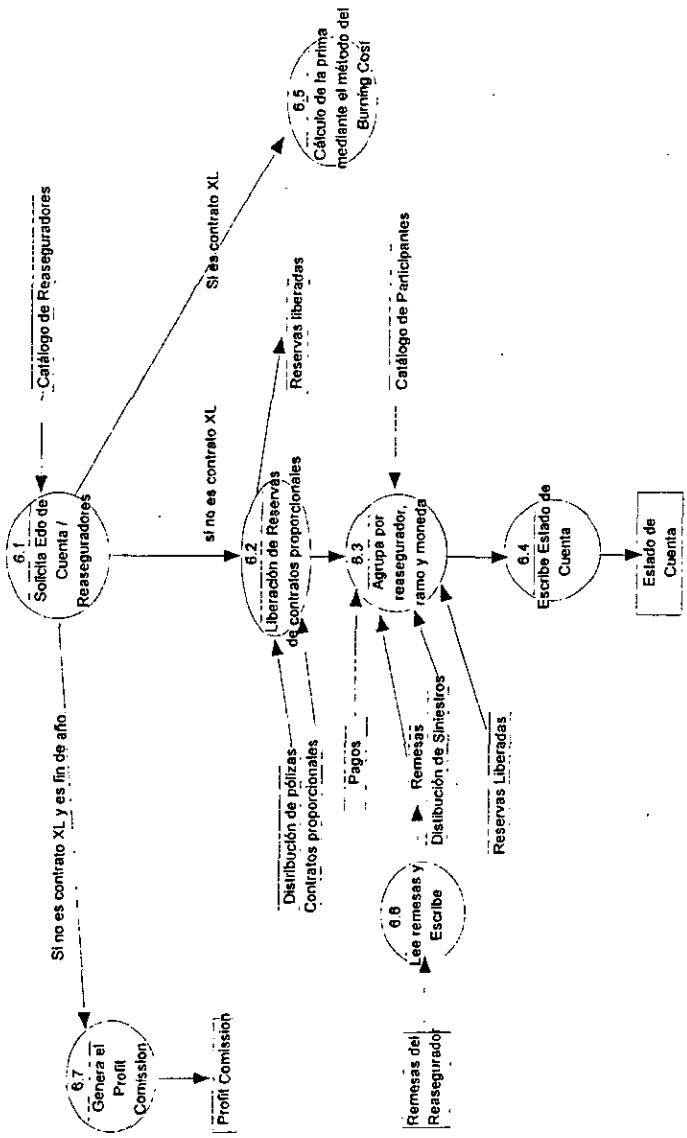 6.1
Solicita Edo de
Cuenta /
Reaseguradores
Catálogo de Reaseguradores
Si es contrato XL
6.5
Cálculo de la prima
mediante el método del
Burning Cosí
Si no es contrato XL y es fin de año
6.7
Genera el
Profit
Comission
Profit Comission
si no es contrato XL
6.2
Liberación de Reservas
de contratos proporcionales
Reservas liberadas
Distribución de pólizas
Contratos proporcionales
6.3
Agrupa por
reasegurador,
ramo y moneda
Catálogo de Participantes
Pagos
Remesas
Distibución de Siniestros
Reservas Liberadas
6.6
Lee remesas y
Escribe
Remesas del
Reasegurador
6.4
Escribe Estado de
Cuenta
Estado de
Cuenta